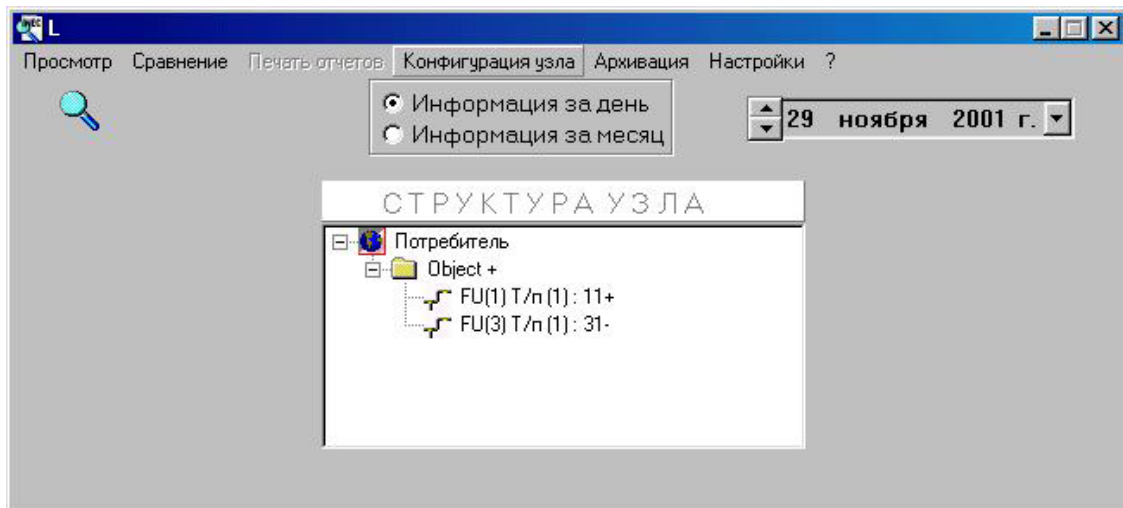 L
Просмотр Сравнение Печать отчетов Конфигурация узла Архивация Настройки ?
Информация за день
Информация за месяц
29 ноября 2001 г.
СТРУКТУРА УЗЛА
Потребитель
Object +
FU(1) Т/п (1) : 11+
FU(3) Т/п (1) : 31-